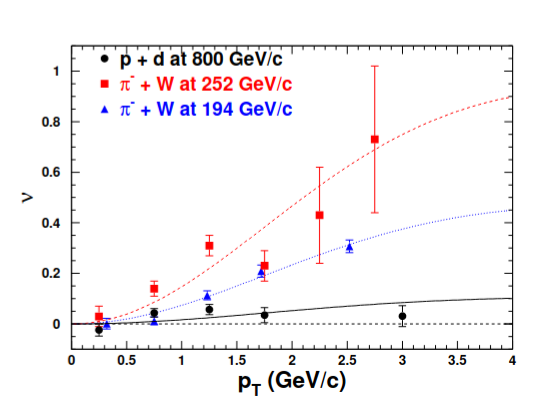 p + d at 800 GeV/c
π⁻ + W at 252 GeV/c
π⁻ + W at 194 GeV/c
1
0.8
0.6
0.4
0.2
0
ν
0 0.5 1 1.5 2 2.5 3 3.5 4
p_T (GeV/c)